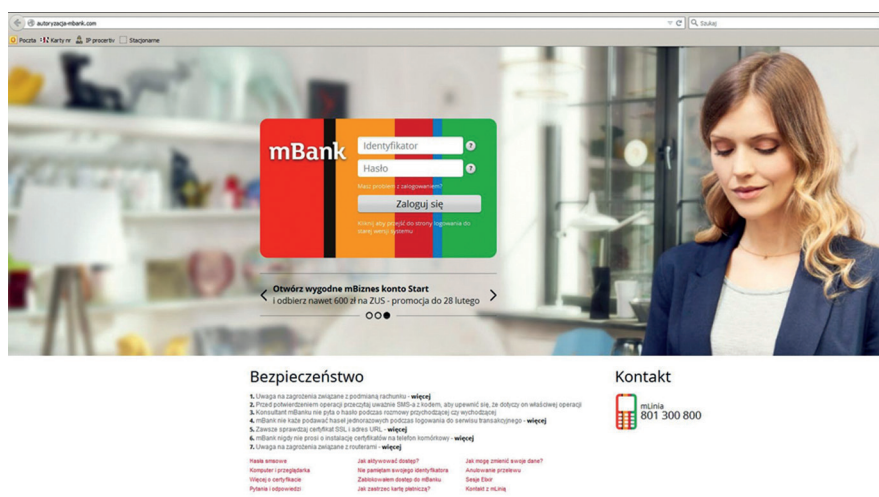 autoryzacja-mbank.com
Szukaj
Poczta Karty nr IP procertiv Stacjonarne
mBank
Identyfikator ?
Hasło ?
Masz problem z zalogowaniem?
Zaloguj się
Kliknij aby przejść do strony logowania do
starej wersji systemu
Otwórz wygodne mBiznes konto Start
i odbierz nawet 600 zł na ZUS - promocja do 28 lutego
Bezpieczeństwo
1. Uwaga na zagrożenia związane z podmianą rachunku - więcej
2. Przed potwierdzeniem operacji przeczytaj uważnie SMS-a z kodem, aby upewnić się, że dotyczy on właściwej operacji
3. Konsultant mBanku nie pyta o hasło podczas rozmowy przychodzącej czy wychodzącej
4. mBank nie każe podawać haseł jednorazowych podczas logowania do serwisu transakcyjnego - więcej
5. Zawsze sprawdzaj certyfikat SSL i adres URL - więcej
6. mBank nigdy nie prosi o instalację certyfikatów na telefon komórkowy - więcej
7. Uwaga na zagrożenia związane z routerami - więcej
Hasła smsowe
Komputer i przeglądarka
Więcej o certyfikacie
Pytania i odpowiedzi
Jak aktywować dostęp?
Nie pamiętam swojego identyfikatora
Zablokowałem dostęp do mBanku
Jak zastrzec kartę płatniczą?
Jak mogę zmienić swoje dane?
Anulowanie przelewu
Sesje Elixir
Kontakt z mLinią
Kontakt
mLinia
801 300 800